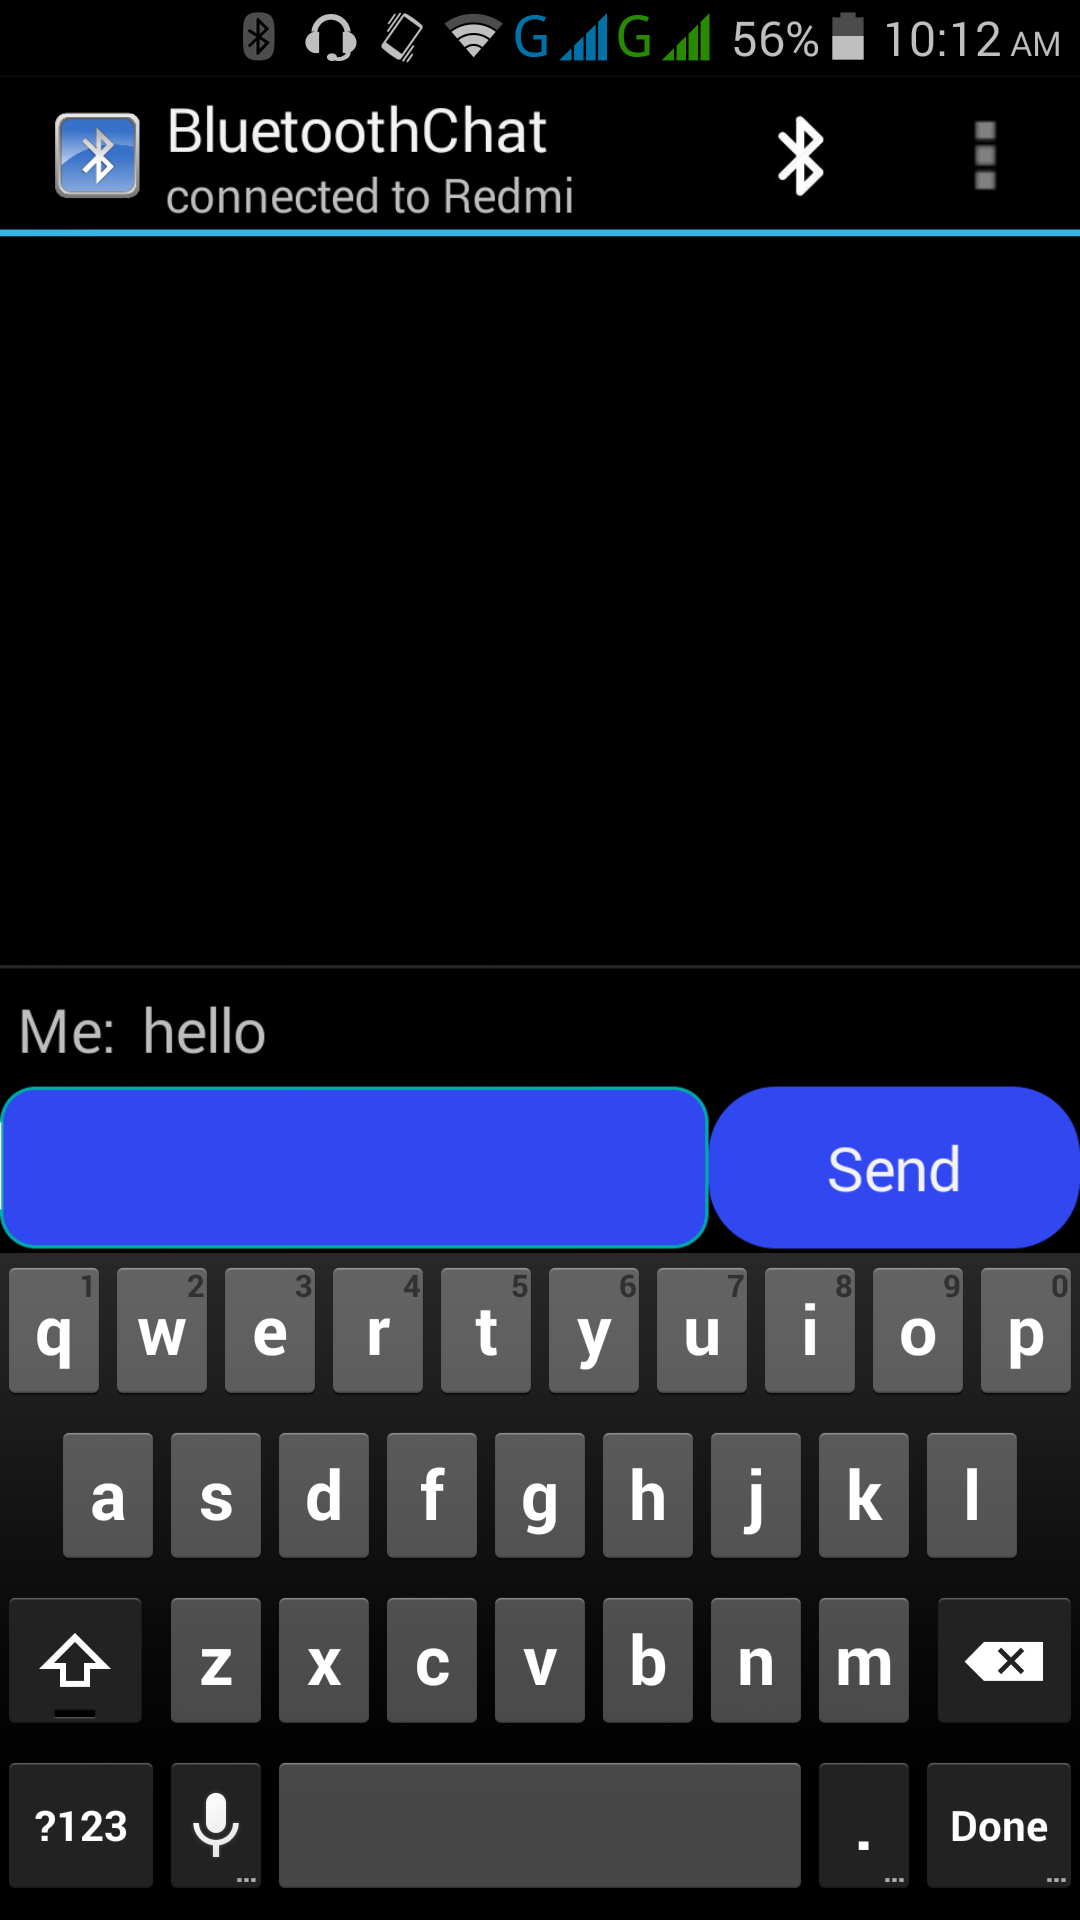 G G 56% 10:12 AM
BluetoothChat
connected to Redmi
Me: hello
Send
1 2 3 4 5 6 7 8 9 0
q w e r t y u i o p
a s d f g h j k l
z x c v b n m
?123 . Done